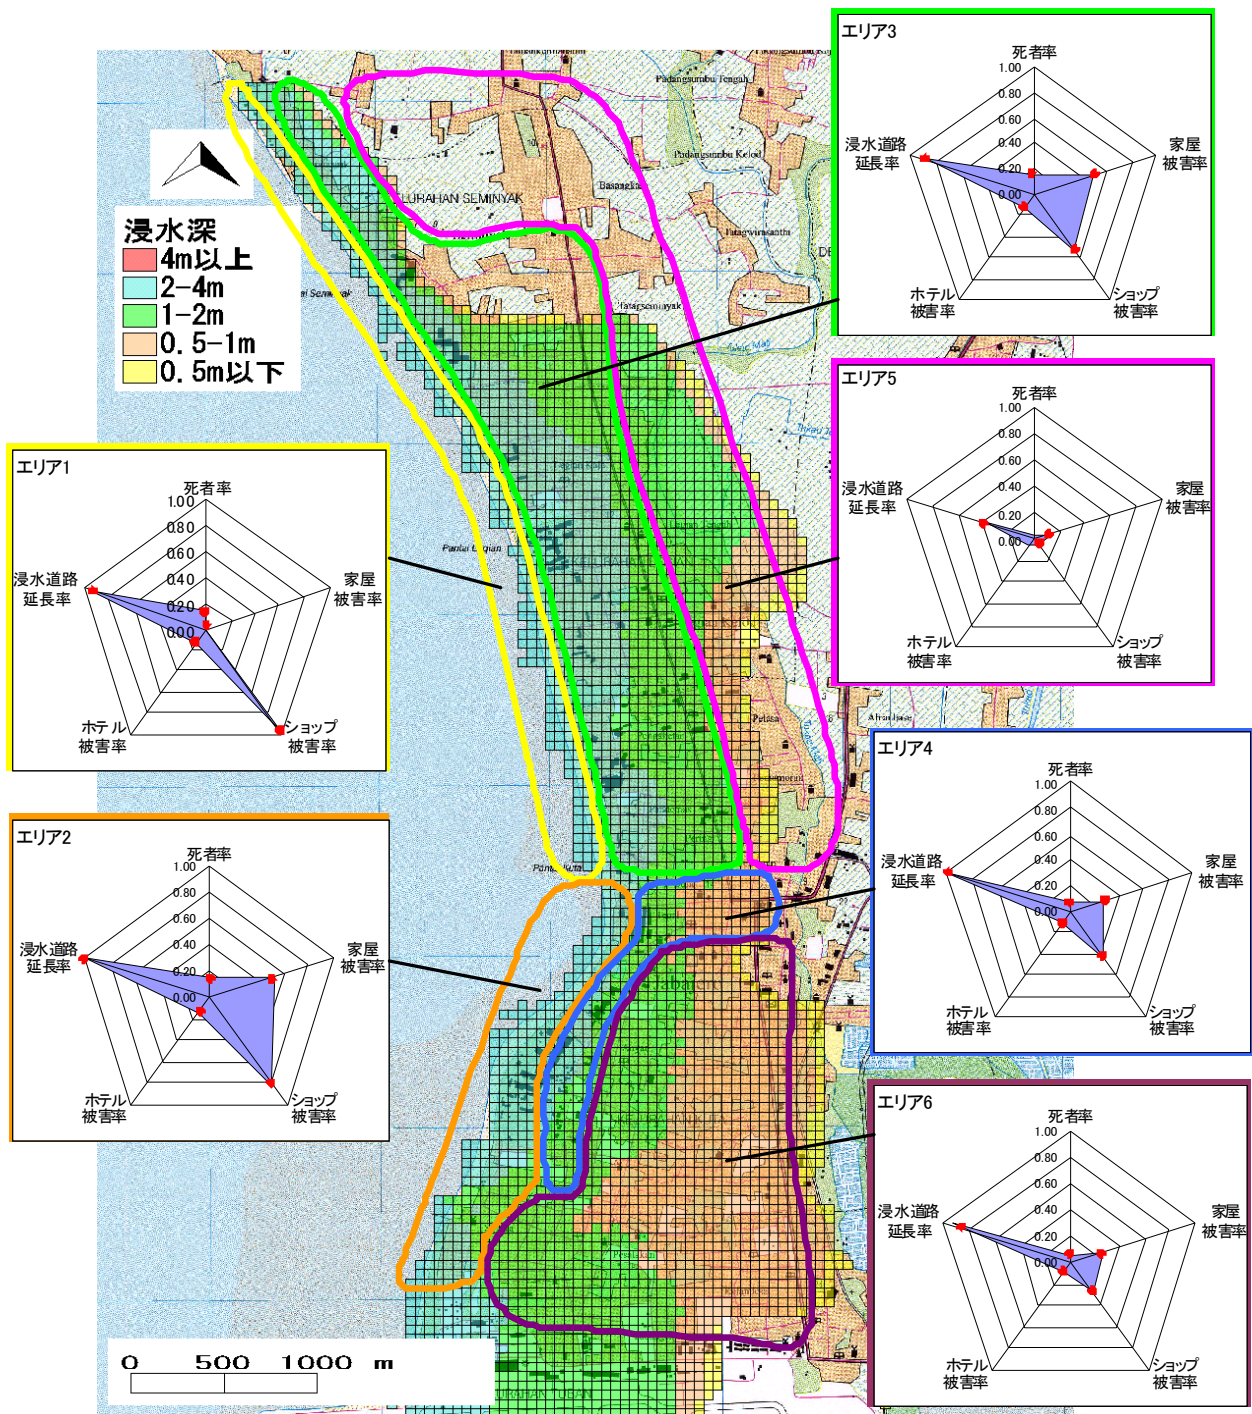 エリア3
死者率
1.00
0.80
0.60
0.40
0.20
0.00
浸水道路
延長率
家屋
被害率
ホテル
被害率
ショップ
被害率
Padangsumbu Tengah
Padangsumbu Kelod
Basangka
LURAHAN SEMINYAK
Tatagwirasantha
Tatagseminyak
浸水深
4m以上
2-4m
1-2m
0.5-1m
0.5m以下
エリア5
死者率
1.00
0.80
0.60
0.40
0.20
0.00
浸水道路
延長率
家屋
被害率
ホテル
被害率
ショップ
被害率
エリア1
死者率
1.00
0.80
0.60
0.40
0.20
0.00
浸水道路
延長率
家屋
被害率
ホテル
被害率
ショップ
被害率
Pantai Legian
Pelasa
Abianbase
エリア4
死者率
1.00
0.80
0.60
0.40
0.20
0.00
浸水道路
延長率
家屋
被害率
ホテル
被害率
ショップ
被害率
エリア2
死者率
1.00
0.80
0.60
0.40
0.20
0.00
浸水道路
延長率
家屋
被害率
ホテル
被害率
ショップ
被害率
Pantai Kuta
エリア6
死者率
1.00
0.80
0.60
0.40
0.20
0.00
浸水道路
延長率
家屋
被害率
ホテル
被害率
ショップ
被害率
0 500 1000 m
LURAHAN TUBAN